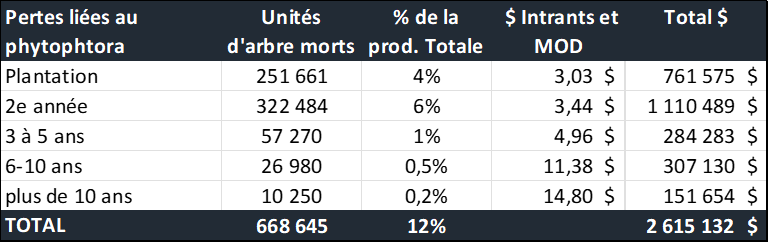 Pertes liées au phytophtora Unités d'arbre morts % de la prod. Totale $ Intrants et MOD Total $
Plantation 251 661 4% 3,03 $ 761 575 $
2e année 322 484 6% 3,44 $ 1 110 489 $
3 à 5 ans 57 270 1% 4,96 $ 284 283 $
6-10 ans 26 980 0,5% 11,38 $ 307 130 $
plus de 10 ans 10 250 0,2% 14,80 $ 151 654 $
TOTAL 668 645 12% 2 615 132 $